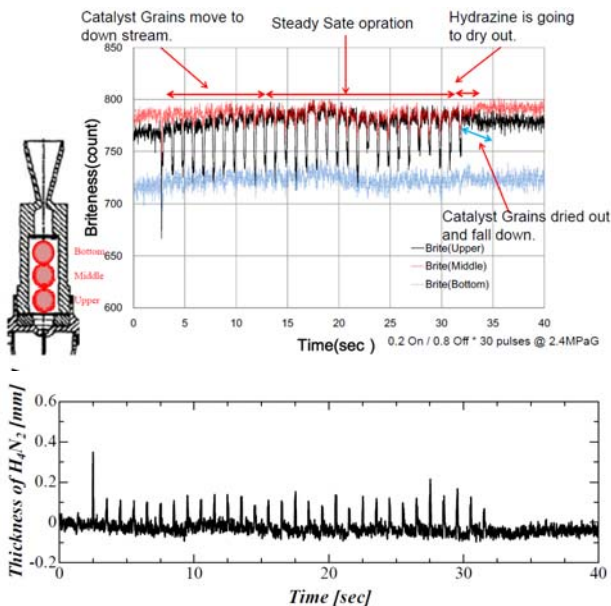 Catalyst Grains move to
down stream.
Steady Sate opration
Hydrazine is going
to dry out.
850
800
750
700
650
600
Briteness(count)
Bottom
Middle
Upper
Catalyst Grains dried out
and fall down.
Brite(Upper)
Brite(Middle)
Brite(Bottom)
0 5 10 15 20 25 30 35 40
Time(sec )
0.2 On / 0.8 Off * 30 pulses @ 2.4MPaG
Thickness of H4N2 [mm]
0.6
0.4
0.2
0
-0.2
0 10 20 30 40
Time [sec]